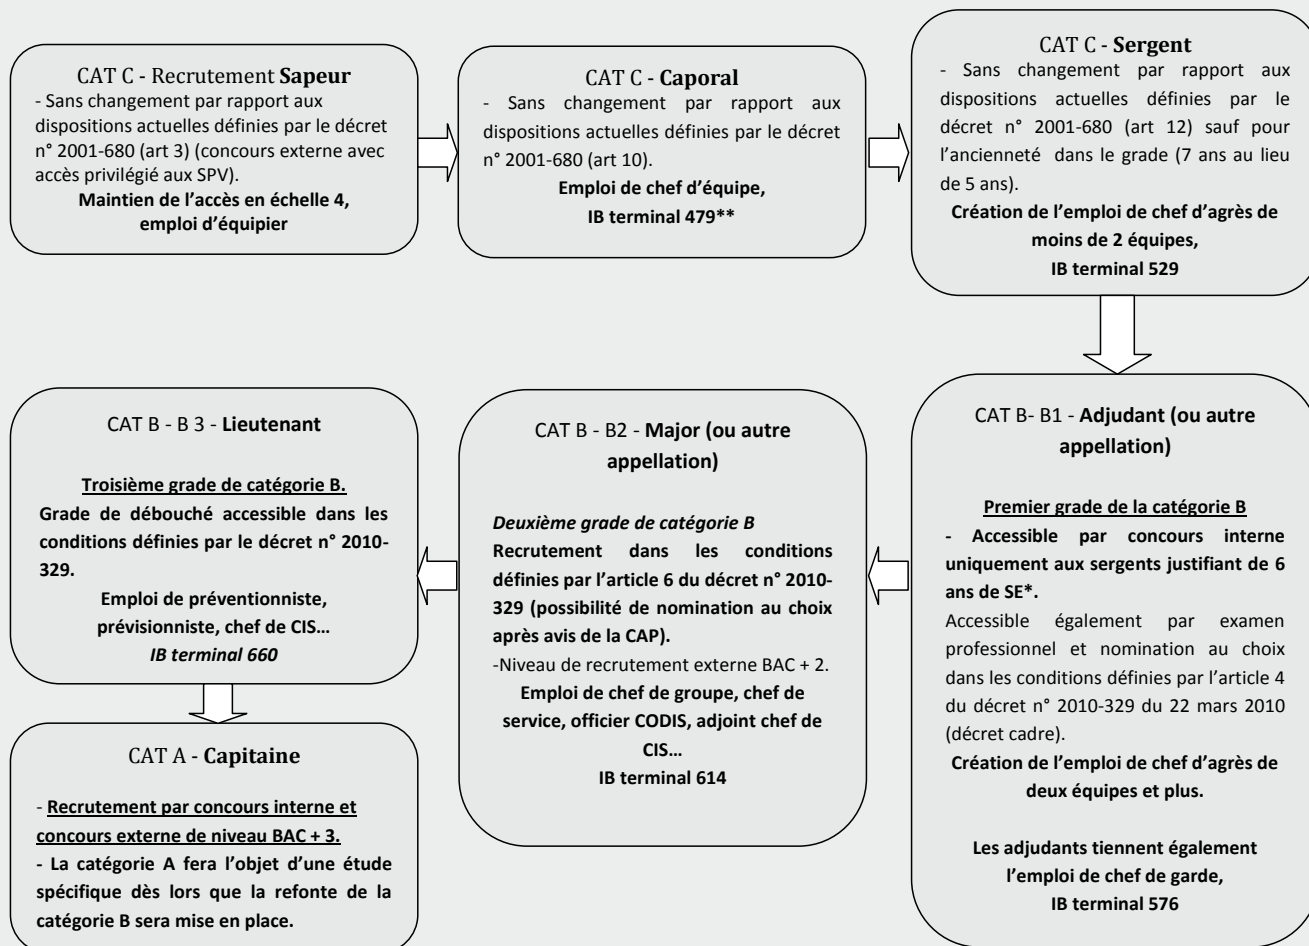 CAT C - Recrutement Sapeur
- Sans changement par rapport aux
dispositions actuelles définies par le décret
n° 2001-680 (art 3) (concours externe avec
accès privilégié aux SPV).
Maintien de l'accès en échelle 4,
emploi d'équipier
CAT C - Caporal
- Sans changement par rapport aux
dispositions actuelles définies par le décret
n° 2001-680 (art 10).
Emploi de chef d'équipe,
IB terminal 479**
CAT C - Sergent
- Sans changement par rapport aux
dispositions actuelles définies par le
décret n° 2001-680 (art 12) sauf pour
l'ancienneté dans le grade (7 ans au lieu
de 5 ans).
Création de l'emploi de chef d'agrès de
moins de 2 équipes,
IB terminal 529
CAT B- B1 - Adjudant (ou autre
appellation)
Premier grade de la catégorie B
- Accessible par concours interne
uniquement aux sergents justifiant de 6
ans de SE*.
Accessible également par examen
professionnel et nomination au choix
dans les conditions définies par l'article 4
du décret n° 2010-329 du 22 mars 2010
(décret cadre).
Création de l'emploi de chef d'agrès de
deux équipes et plus.
Les adjudants tiennent également
l'emploi de chef de garde,
IB terminal 576
CAT B - B2 - Major (ou autre
appellation)
Deuxième grade de catégorie B
Recrutement dans les conditions
définies par l'article 6 du décret n° 2010-
329 (possibilité de nomination au choix
après avis de la CAP).
-Niveau de recrutement externe BAC + 2.
Emploi de chef de groupe, chef de
service, officier CODIS, adjoint chef de
CIS…
IB terminal 614
CAT B - B 3 - Lieutenant
Troisième grade de catégorie B.
Grade de débouché accessible dans les
conditions définies par le décret n° 2010-
329.
Emploi de préventionniste,
prévisionniste, chef de CIS…
IB terminal 660
CAT A - Capitaine
- Recrutement par concours interne et
concours externe de niveau BAC + 3.
- La catégorie A fera l'objet d'une étude
spécifique dès lors que la refonte de la
catégorie B sera mise en place.